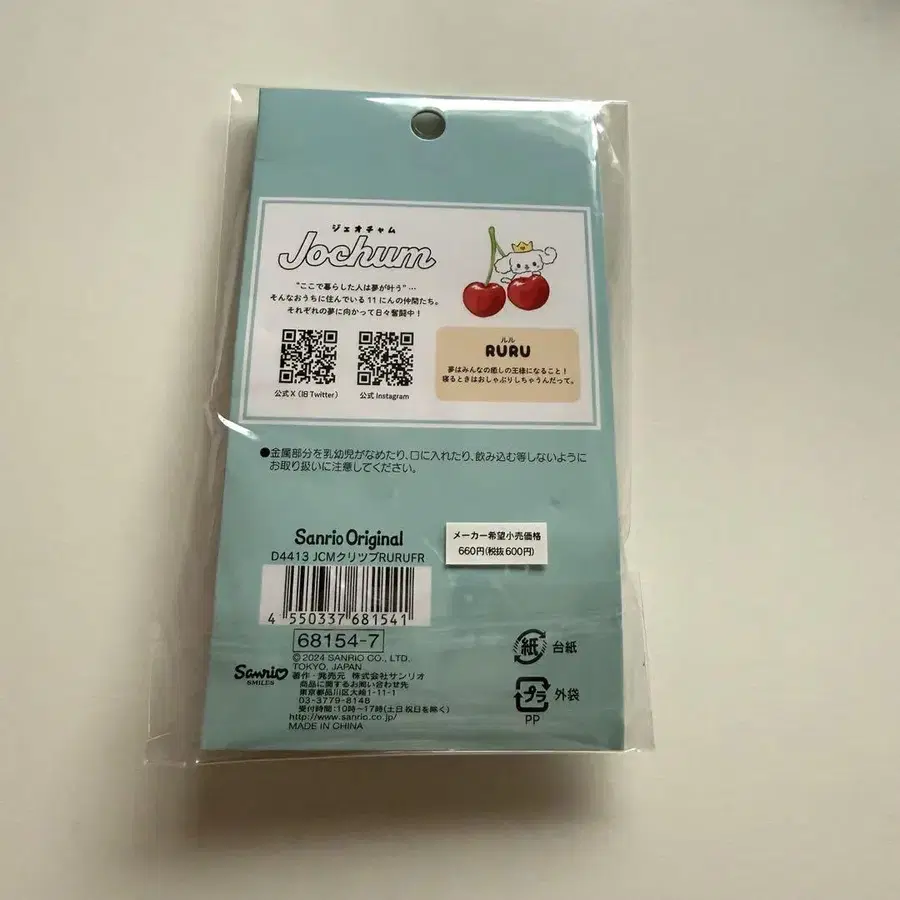 ジェオチャム
Jochum
“ここで暮らした人は夢が叶う”…
そんなおうちに住んでいる11にんの仲間たち。
それぞれの夢に向かって日々奮闘中！
公式X(旧Twitter)
公式Instagram
ルル
RURU
夢はみんなの癒しの王様になること！
寝るときはおしゃぶりしちゃうんだって。
●金属部分を乳幼児がなめたり、口に入れたり、飲み込む等しないように
お取り扱いに注意してください。
メーカー希望小売価格
660円(税抜600円)
Sanrio Original
D4413 JCMクリップRURUFR
4 550337 681541
68154-7
© 2024 SANRIO CO., LTD.
TOKYO, JAPAN
Sanrio
SMILES
著作・発売元 株式会社サンリオ
商品に関するお問い合わせ先
東京都品川区大崎1-11-1
03-3779-8148
受付時間：10時～17時(土日祝日を除く)
http://www.sanrio.co.jp/
MADE IN CHINA
紙 台紙
プラ 外袋
PP